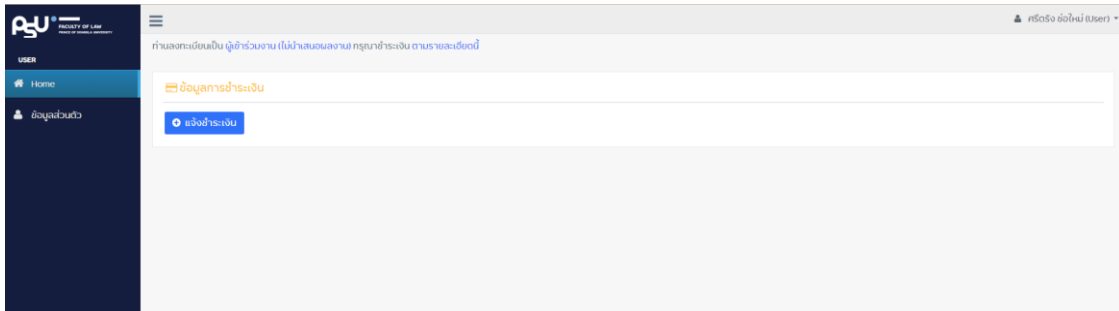 PSU FACULTY OF LAW
PRINCE OF SONGKLA UNIVERSITY
ศรีตรัง ช่อใหม่ (User)
ท่านลงทะเบียนเป็น ผู้เข้าร่วมงาน (ไม่นำเสนอผลงาน) กรุณาชำระเงิน ตามรายละเอียดนี้
USER
Home
ข้อมูลส่วนตัว
ข้อมูลการชำระเงิน
แจ้งชำระเงิน